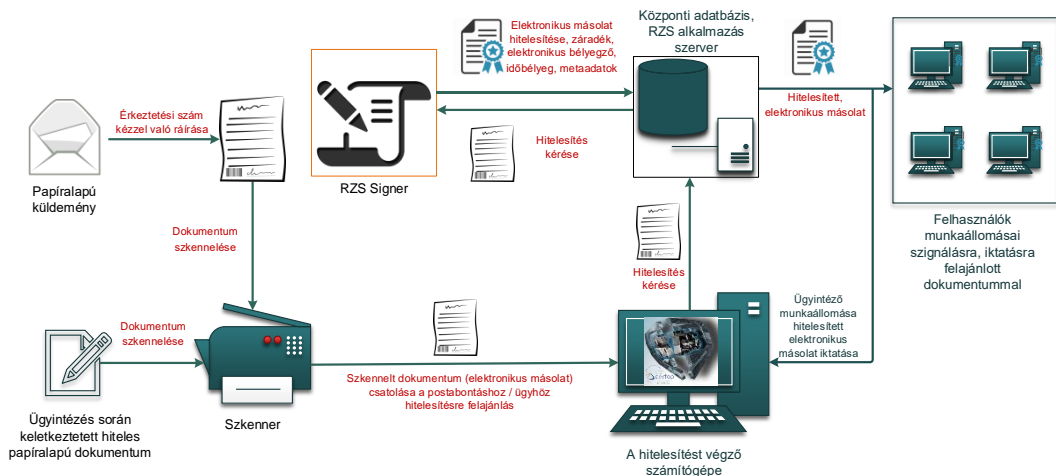 Papíralapú
küldemény
Érkeztetési szám
kézzel való ráírása
RZS Signer
Elektronikus másolat
hitelesítése, záradék,
elektronikus bélyegző,
időbélyeg, metaadatok
Hitelesítés
kérése
Központi adatbázis,
RZS alkalmazás
szerver
Hitelesített,
elektronikus másolat
Felhasználók
munkaállomásai
szignálásra, iktatásra
felajánlott
dokumentummal
Dokumentum
szkennelése
Hitelesítés
kérése
Ügyintéző
munkaállomása
hitelesített
elektronikus
másolat iktatása
Dokumentum
szkennelése
Ügyintézés során
keletkeztetett hiteles
papíralapú dokumentum
Szkenner
Szkennelt dokumentum (elektronikus másolat)
csatolása a postabontáshoz / ügyhöz
hitelesítésre felajánlás
A hitelesítést végző
számítógépe